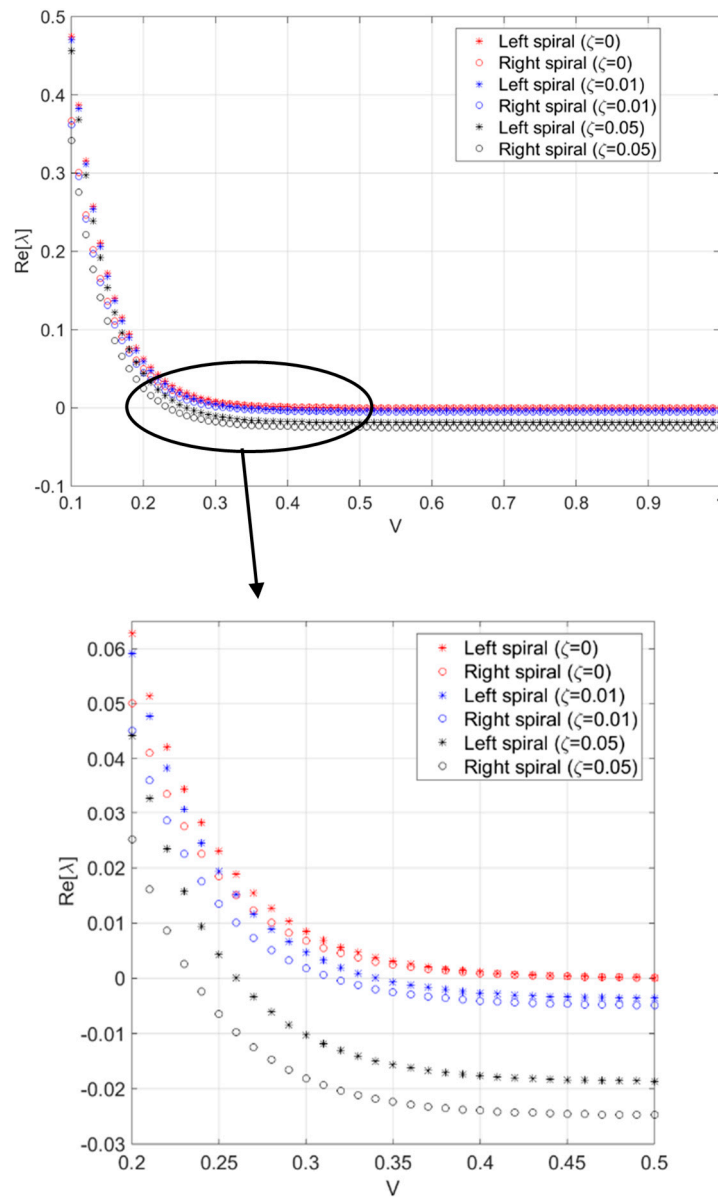 0.5
0.4
0.3
0.2
0.1
0
-0.1
Re[λ]
0.1 0.2 0.3 0.4 0.5 0.6 0.7 0.8 0.9 1
V
Left spiral (ζ=0)
Right spiral (ζ=0)
Left spiral (ζ=0.01)
Right spiral (ζ=0.01)
Left spiral (ζ=0.05)
Right spiral (ζ=0.05)
0.06
0.05
0.04
0.03
0.02
0.01
0
-0.01
-0.02
-0.03
Re[λ]
0.2 0.25 0.3 0.35 0.4 0.45 0.5
V
Left spiral (ζ=0)
Right spiral (ζ=0)
Left spiral (ζ=0.01)
Right spiral (ζ=0.01)
Left spiral (ζ=0.05)
Right spiral (ζ=0.05)